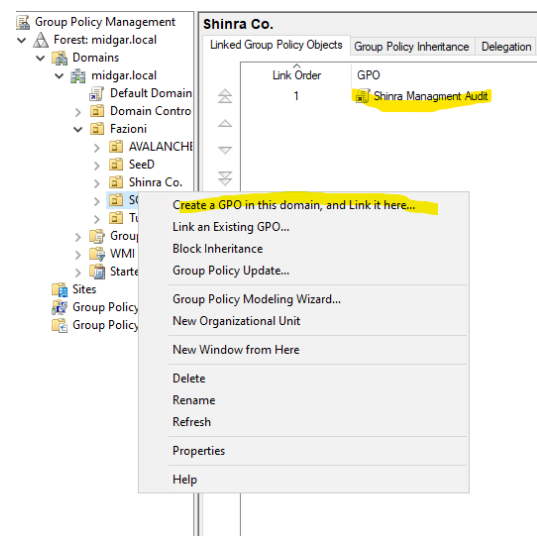 Group Policy Management
Forest: midgar.local
Domains
midgar.local
Default Domain
Domain Contro
Fazioni
AVALANCHE
SeeD
Shinra Co.
Tu
Group
WMI
Starte
Sites
Group Policy
Group Policy
Shinra Co.
Linked Group Policy Objects
Group Policy Inheritance
Delegation
Link Order
GPO
1
Shinra Managment Audit
Create a GPO in this domain, and Link it here...
Link an Existing GPO...
Block Inheritance
Group Policy Update...
Group Policy Modeling Wizard...
New Organizational Unit
New Window from Here
Delete
Rename
Refresh
Properties
Help